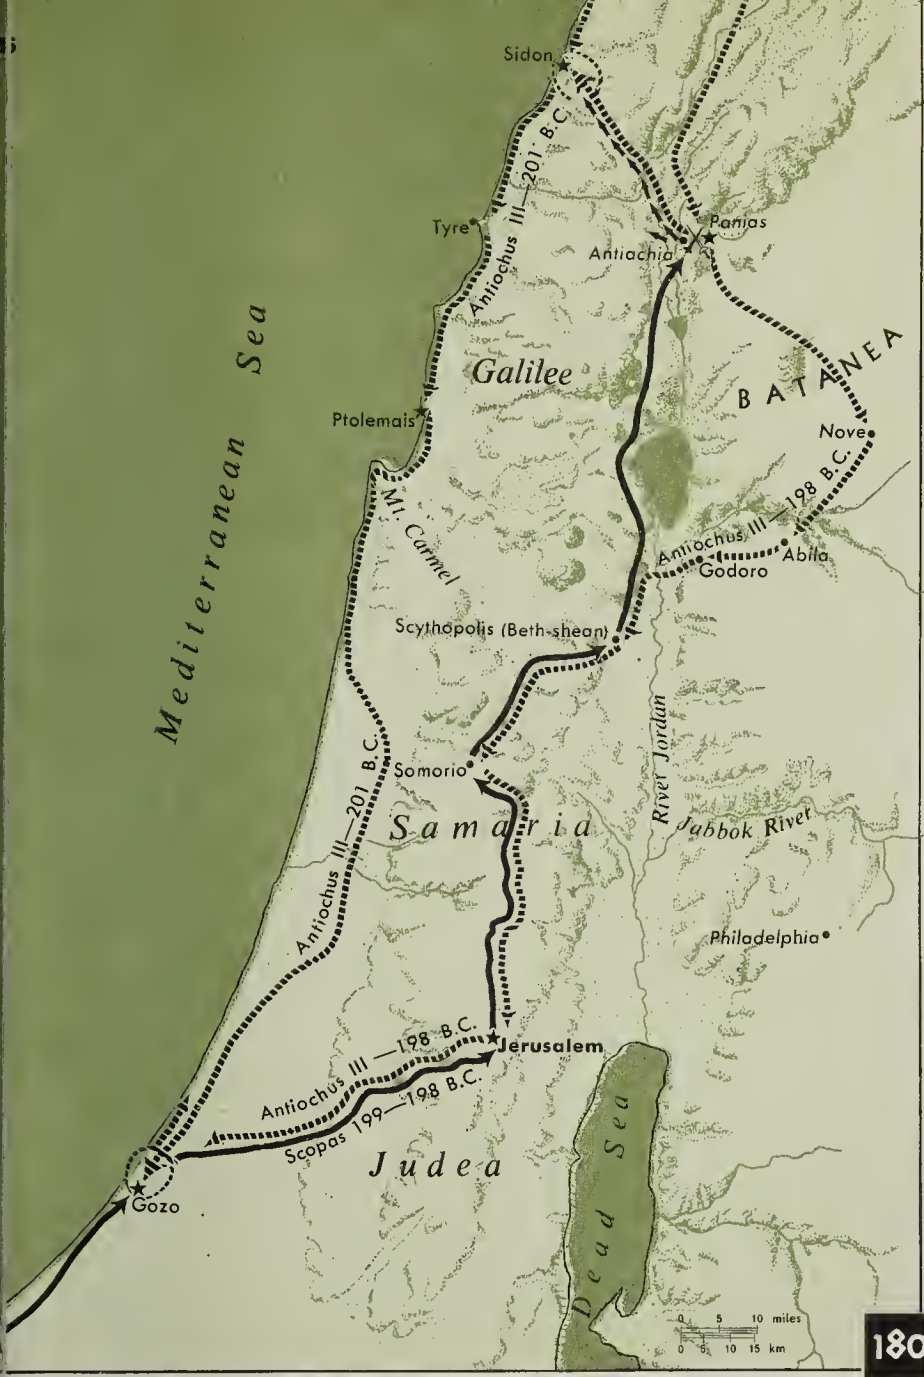 Sidon
Antiochus III—201 B.C.
Tyre
Panias
Antiachia
Galilee
BATANEA
Ptolemais
Nove
Mt. Carmel
Antiochus III—198 B.C.
Abila
Godoro
Mediterranean Sea
Scythopolis (Beth-shean)
River Jordan
Somorio
Samaria
Jabbok River
Antiochus III—201 B.C.
Philadelphia
Jerusalem
Antiochus III—198 B.C.
Scopas 199—198 B.C.
Judea
Gozo
Dead Sea
0 5 10 miles
0 5 10 15 km
180